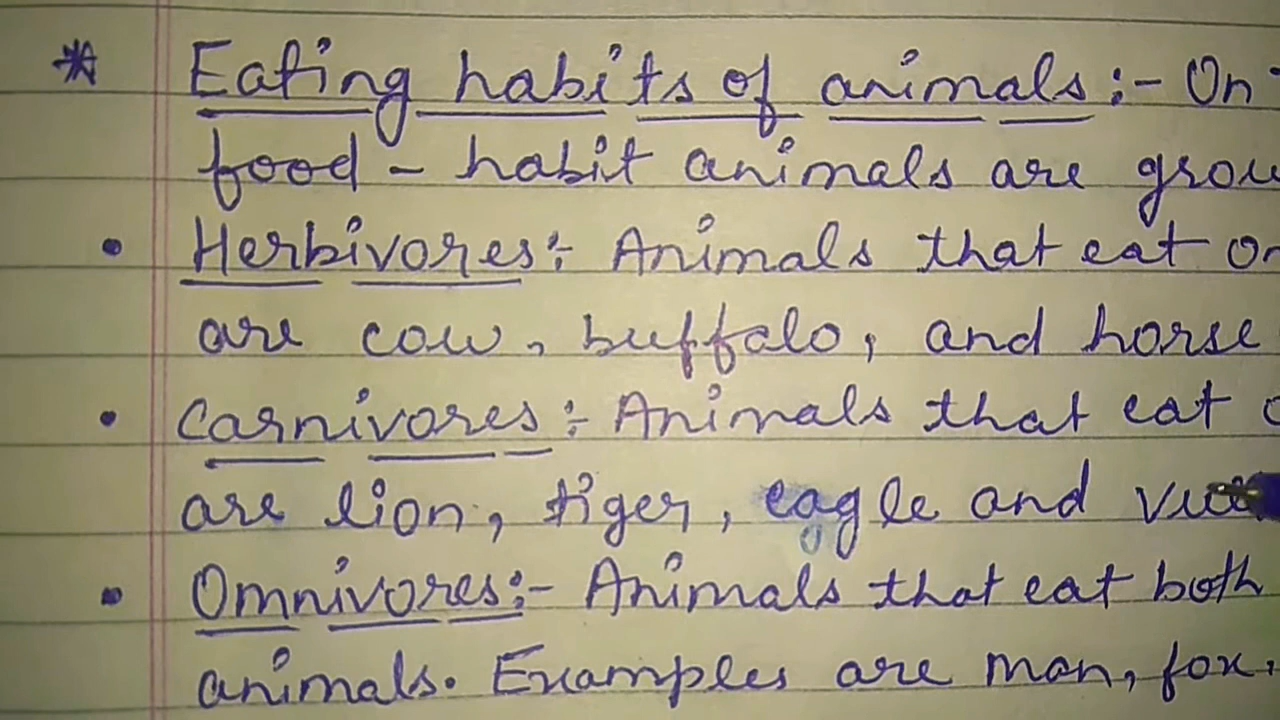 * Eating habits of animals :- On
food - habit animals are grou
• Herbivores :- Animals that eat on
are cow, buffalo, and horse
• Carnivores :- Animals that eat
are lion, tiger, eagle and
• Omnivores :- Animals that eat both
animals. Examples are man, fox,